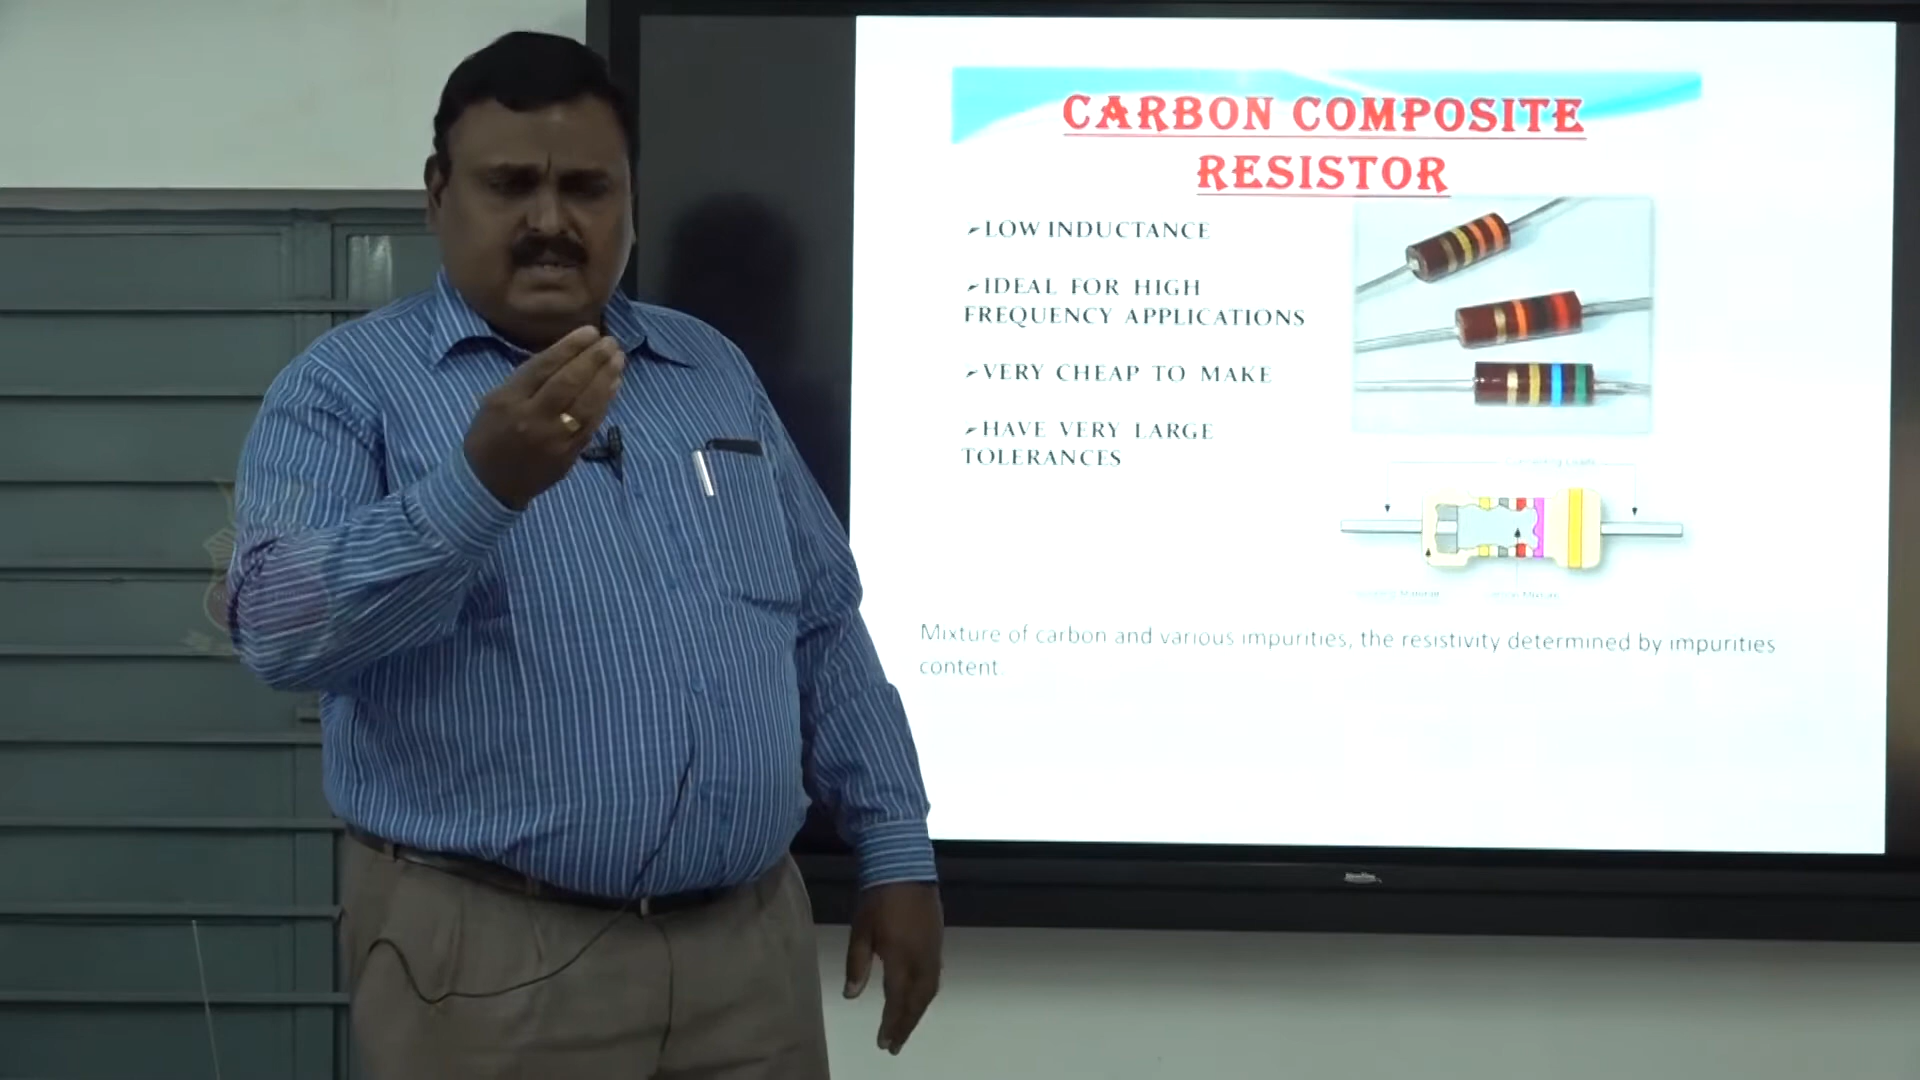 CARBON COMPOSITE
RESISTOR
➢LOW INDUCTANCE
➢IDEAL FOR HIGH
FREQUENCY APPLICATIONS
➢VERY CHEAP TO MAKE
➢HAVE VERY LARGE
TOLERANCES
Mixture of carbon and various impurities, the resistivity determined by impurities
content.